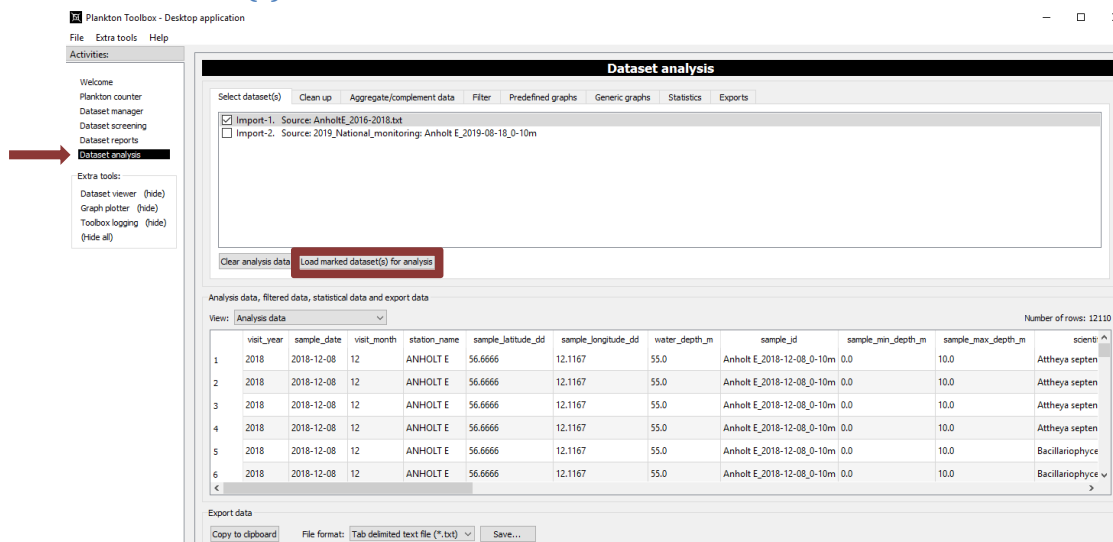 Plankton Toolbox - Desktop application
File Extra tools Help
Activities:
Welcome
Plankton counter
Dataset manager
Dataset screening
Dataset reports
Dataset analysis
Extra tools:
Dataset viewer (hide)
Graph plotter (hide)
Toolbox logging (hide)
(Hide all)
Dataset analysis
Select dataset(s) Clean up Aggregate/complement data Filter Predefined graphs Generic graphs Statistics Exports
Import-1. Source: AnholtE_2016-2018.txt
Import-2. Source: 2019_National_monitoring: Anholt E_2019-08-18_0-10m
Clear analysis data Load marked dataset(s) for analysis
Analysis data, filtered data, statistical data and export data
View: Analysis data Number of rows: 12110
visit_year sample_date visit_month station_name sample_latitude_dd sample_longitude_dd water_depth_m sample_id sample_min_depth_m sample_max_depth_m scienti
1 2018 2018-12-08 12 ANHOLT E 56.6666 12.1167 55.0 Anholt E_2018-12-08_0-10m 0.0 10.0 Attheya septen
2 2018 2018-12-08 12 ANHOLT E 56.6666 12.1167 55.0 Anholt E_2018-12-08_0-10m 0.0 10.0 Attheya septen
3 2018 2018-12-08 12 ANHOLT E 56.6666 12.1167 55.0 Anholt E_2018-12-08_0-10m 0.0 10.0 Attheya septen
4 2018 2018-12-08 12 ANHOLT E 56.6666 12.1167 55.0 Anholt E_2018-12-08_0-10m 0.0 10.0 Attheya septen
5 2018 2018-12-08 12 ANHOLT E 56.6666 12.1167 55.0 Anholt E_2018-12-08_0-10m 0.0 10.0 Bacillariophyce
6 2018 2018-12-08 12 ANHOLT E 56.6666 12.1167 55.0 Anholt E_2018-12-08_0-10m 0.0 10.0 Bacillariophyce
Export data
Copy to clipboard File format: Tab delimited text file (*.txt) Save...